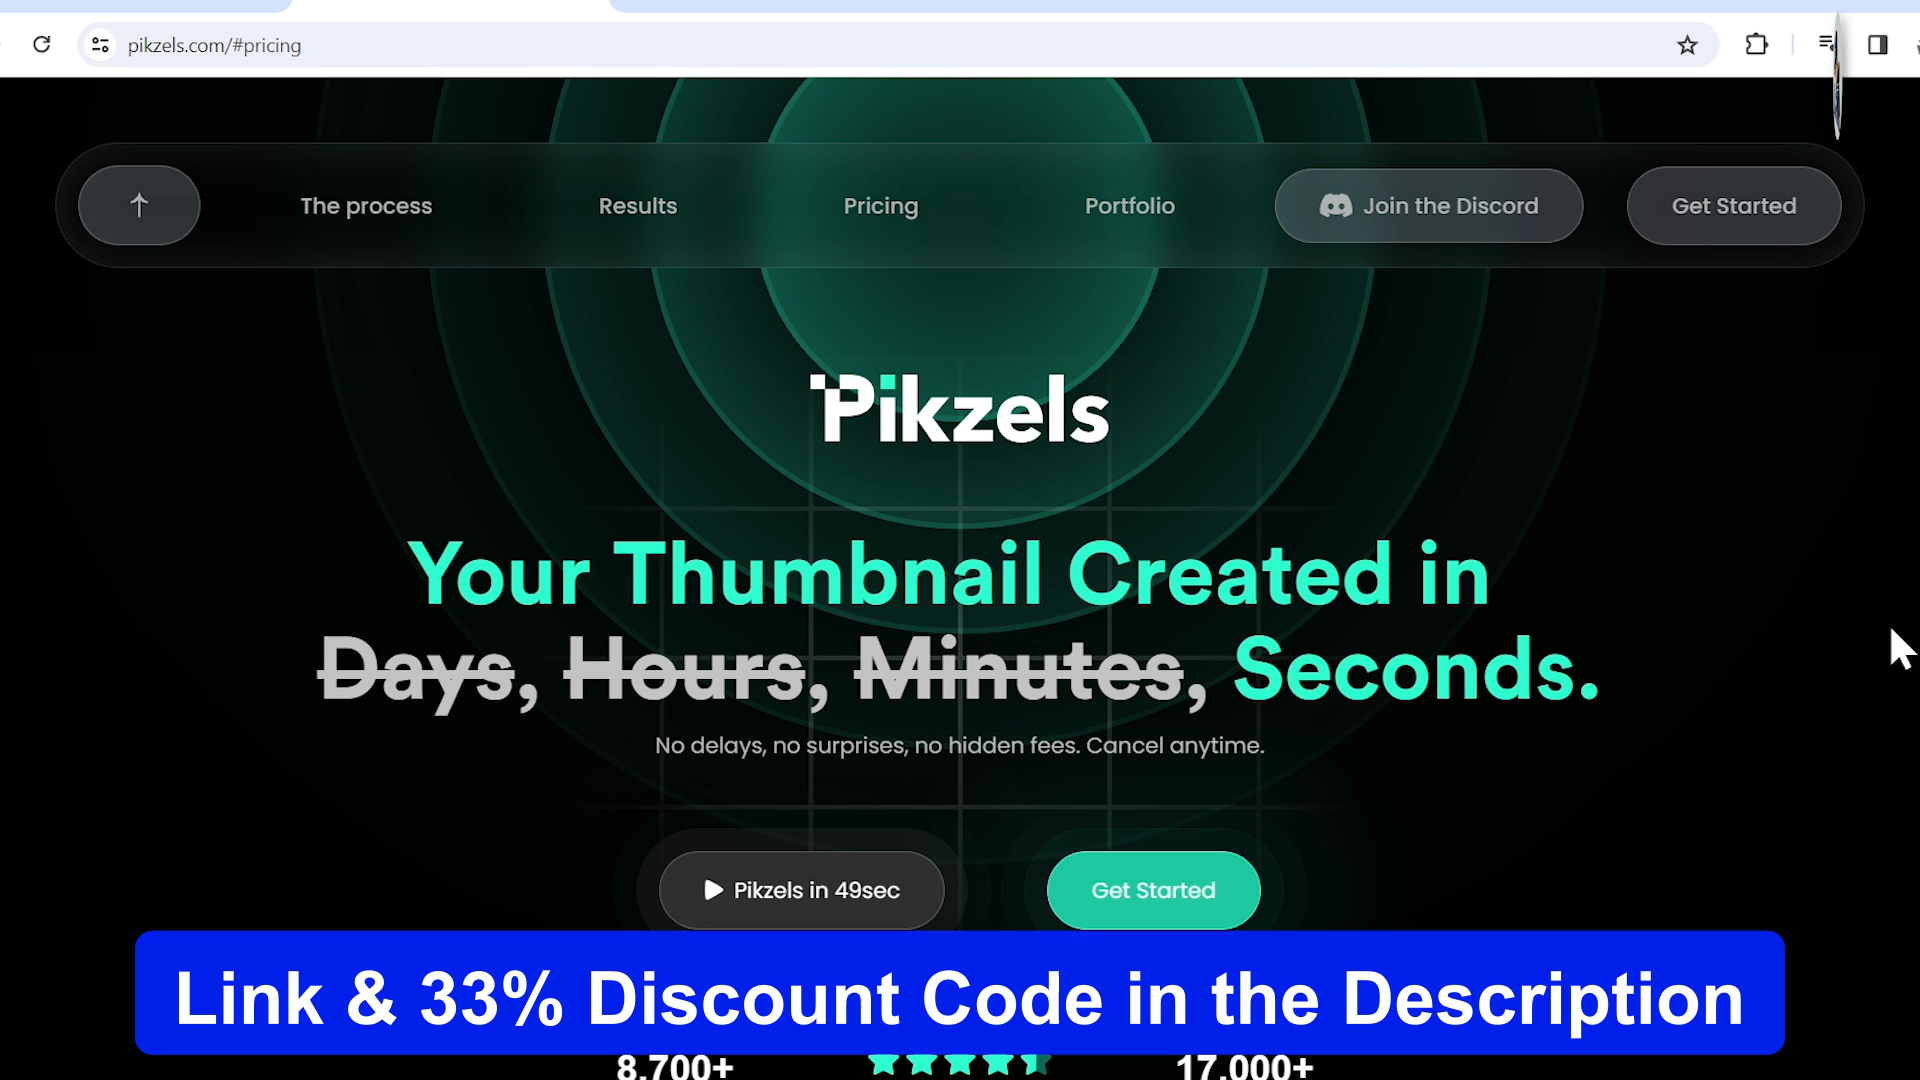 pikzels.com/#pricing
The process
Results
Pricing
Portfolio
Join the Discord
Get Started
Pikzels
Your Thumbnail Created in
Days, Hours, Minutes, Seconds.
No delays, no surprises, no hidden fees. Cancel anytime.
Pikzels in 49sec
Get Started
Link & 33% Discount Code in the Description
8,700+
17,000+